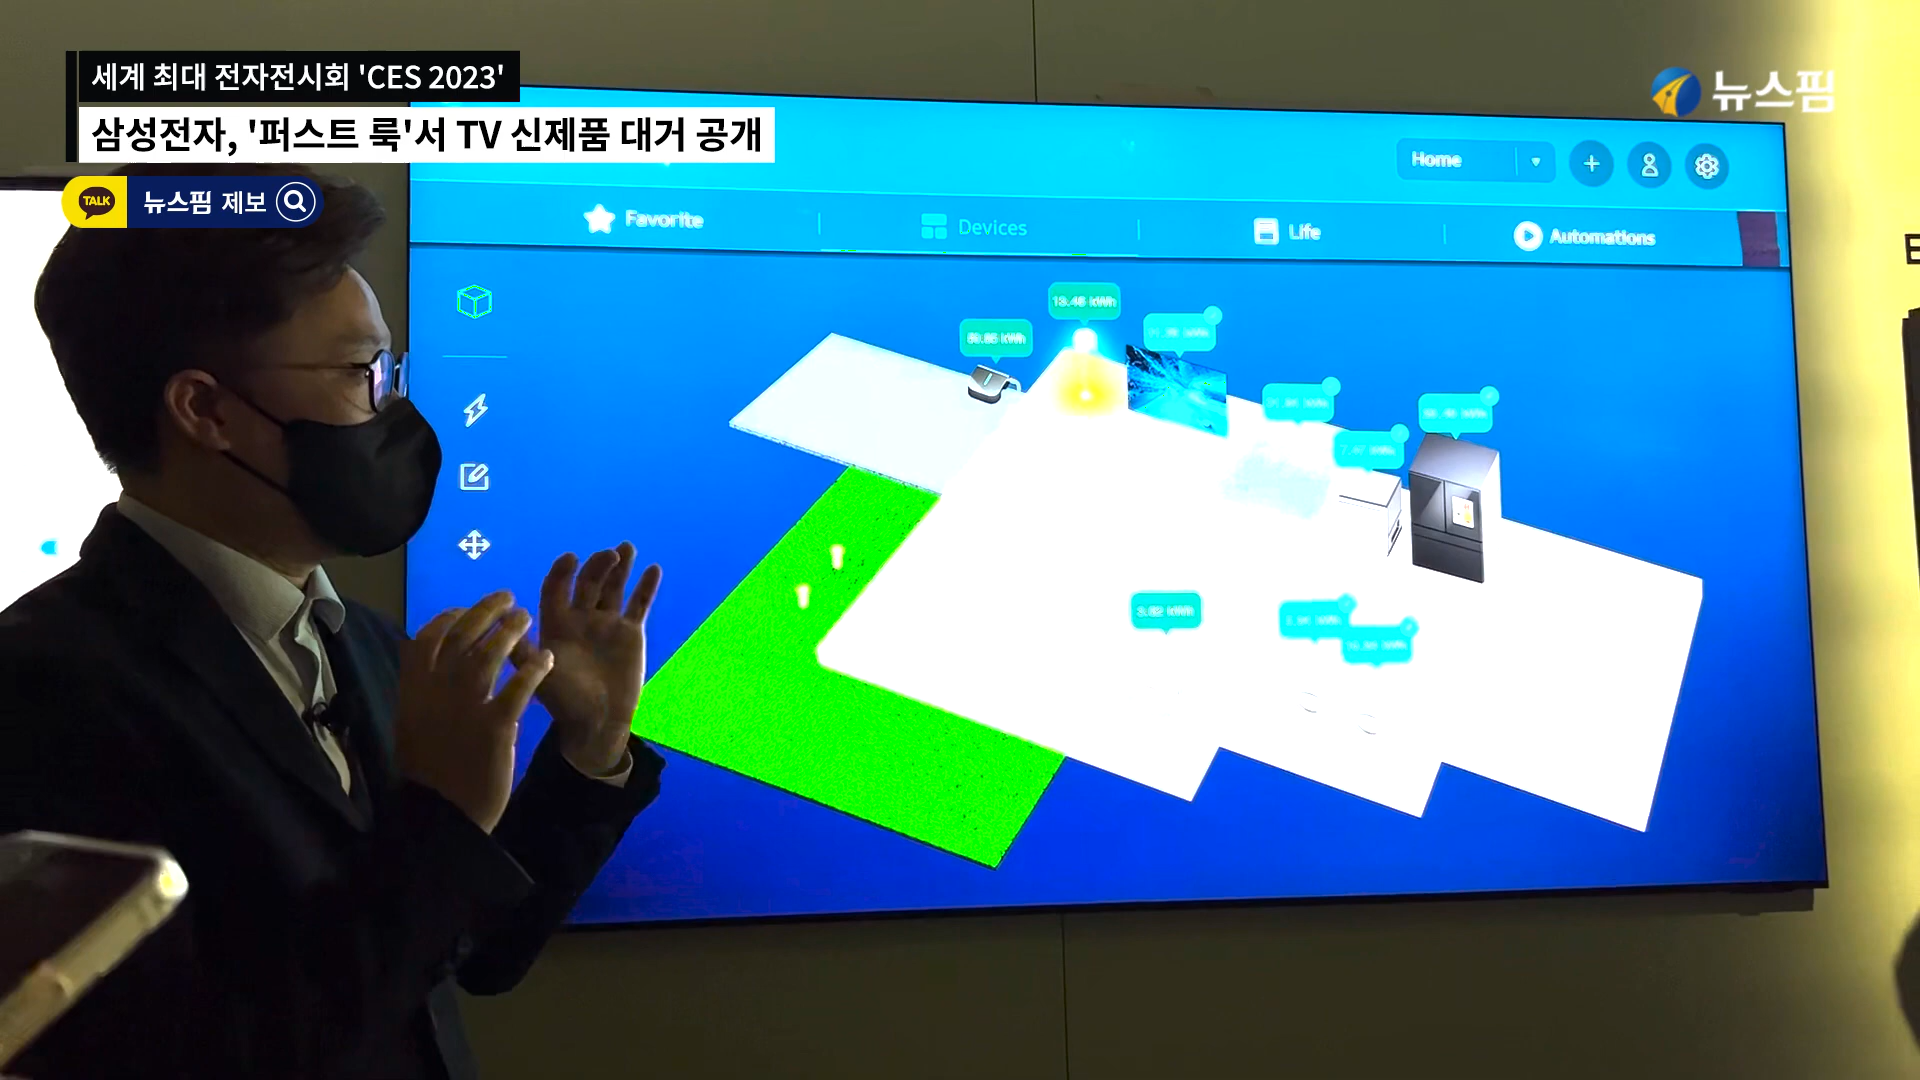 세계 최대 전자전시회 'CES 2023'
삼성전자, '퍼스트 룩'서 TV 신제품 대거 공개
TALK 뉴스핌 제보
뉴스핌
Home
Favorite Devices Life Automations
13.46 kWh
kWh
3.82 kWh